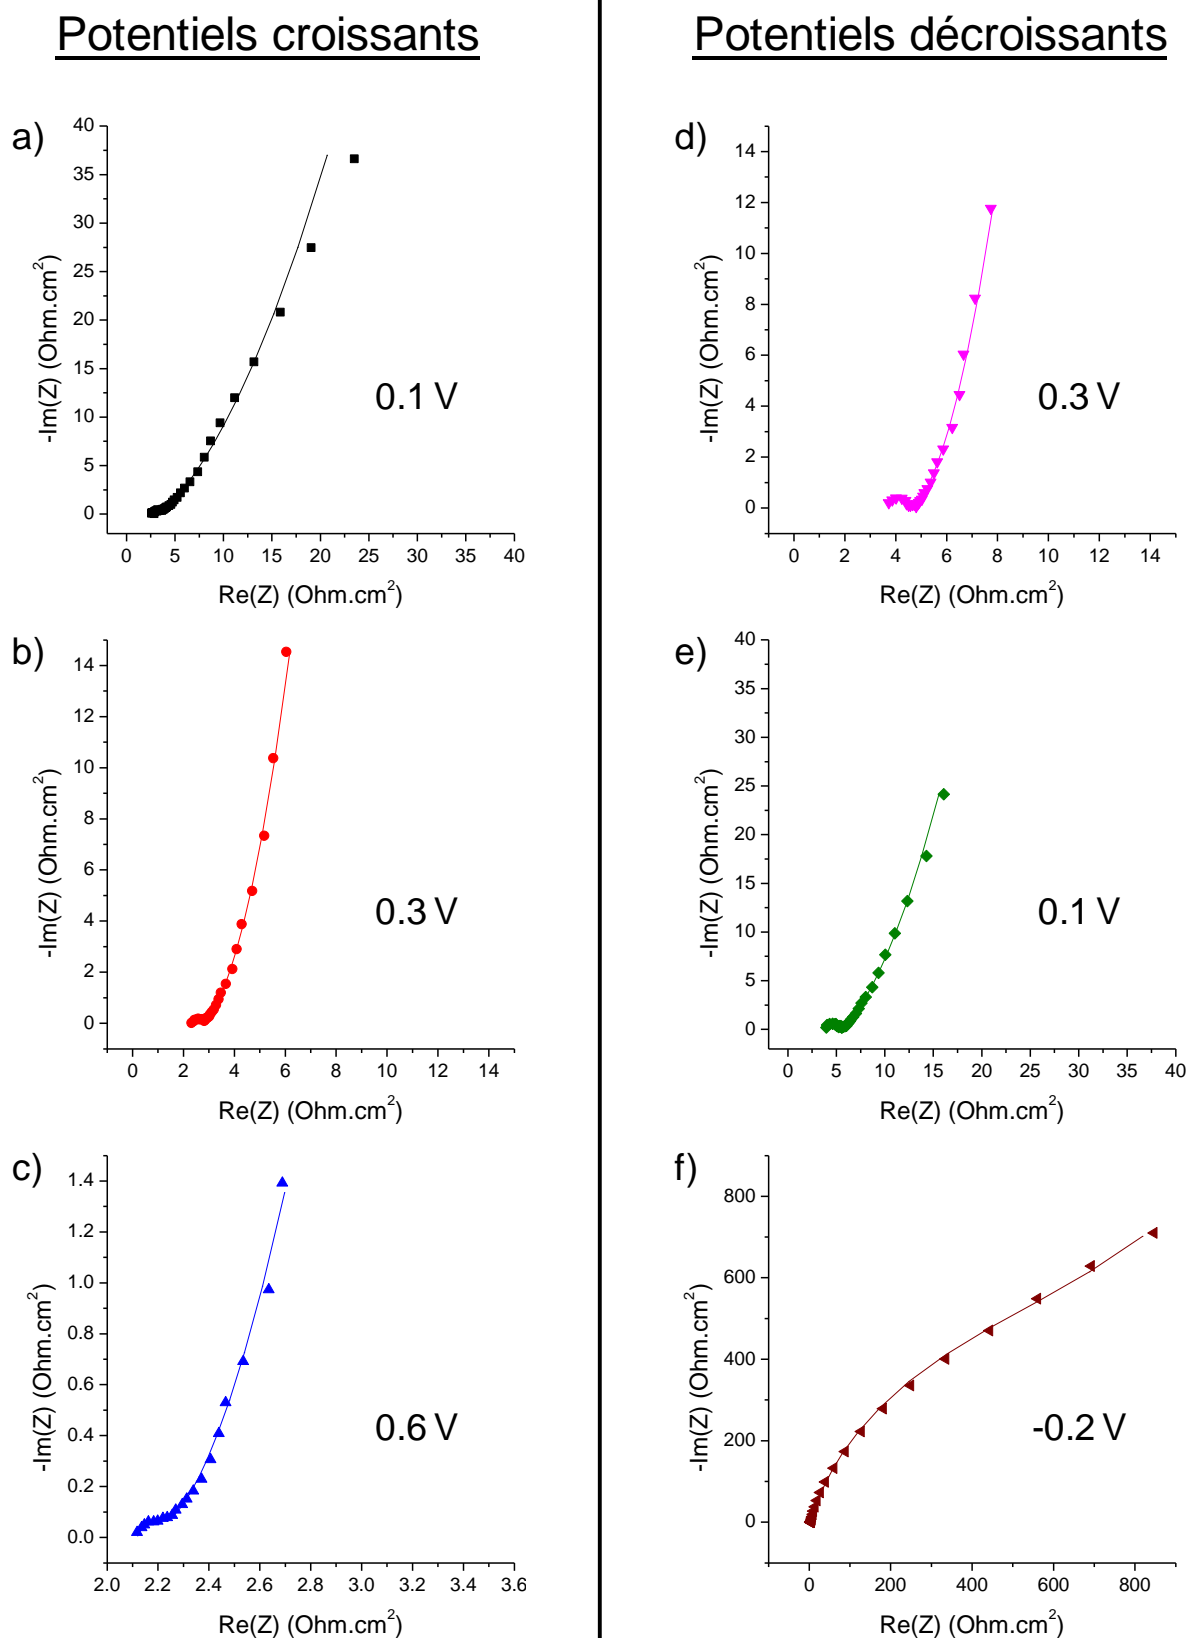 Potentiels croissants
a)
40
35
30
25
20
15
10
5
0
-Im(Z) (Ohm.cm²)
0.1 V
0 5 10 15 20 25 30 35 40
Re(Z) (Ohm.cm²)
b)
14
12
10
8
6
4
2
0
-Im(Z) (Ohm.cm²)
0.3 V
0 2 4 6 8 10 12 14
Re(Z) (Ohm.cm²)
c)
1.4
1.2
1.0
0.8
0.6
0.4
0.2
0.0
-Im(Z) (Ohm.cm²)
0.6 V
2.0 2.2 2.4 2.6 2.8 3.0 3.2 3.4 3.6
Re(Z) (Ohm.cm²)
Potentiels décroissants
d)
14
12
10
8
6
4
2
0
-Im(Z) (Ohm.cm²)
0.3 V
0 2 4 6 8 10 12 14
Re(Z) (Ohm.cm²)
e)
40
35
30
25
20
15
10
5
0
-Im(Z) (Ohm.cm²)
0.1 V
0 5 10 15 20 25 30 35 40
Re(Z) (Ohm.cm²)
f)
800
600
400
200
0
-Im(Z) (Ohm.cm²)
-0.2 V
0 200 400 600 800
Re(Z) (Ohm.cm²)